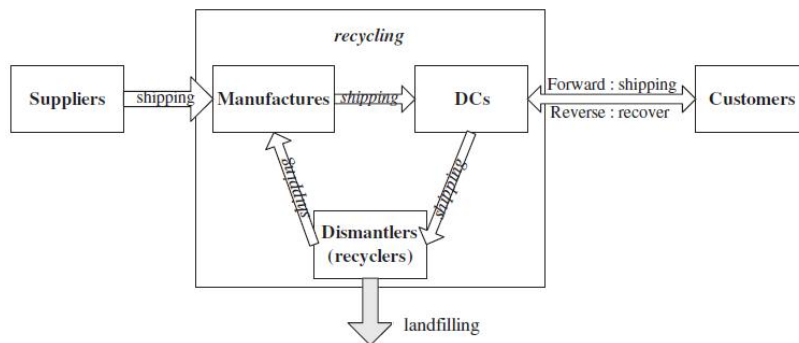 recycling
Suppliers
shipping
Manufactures
shipping
DCs
Forward : shipping
Reverse : recover
Customers
shipping
shipping
Dismantlers
(recyclers)
landfilling